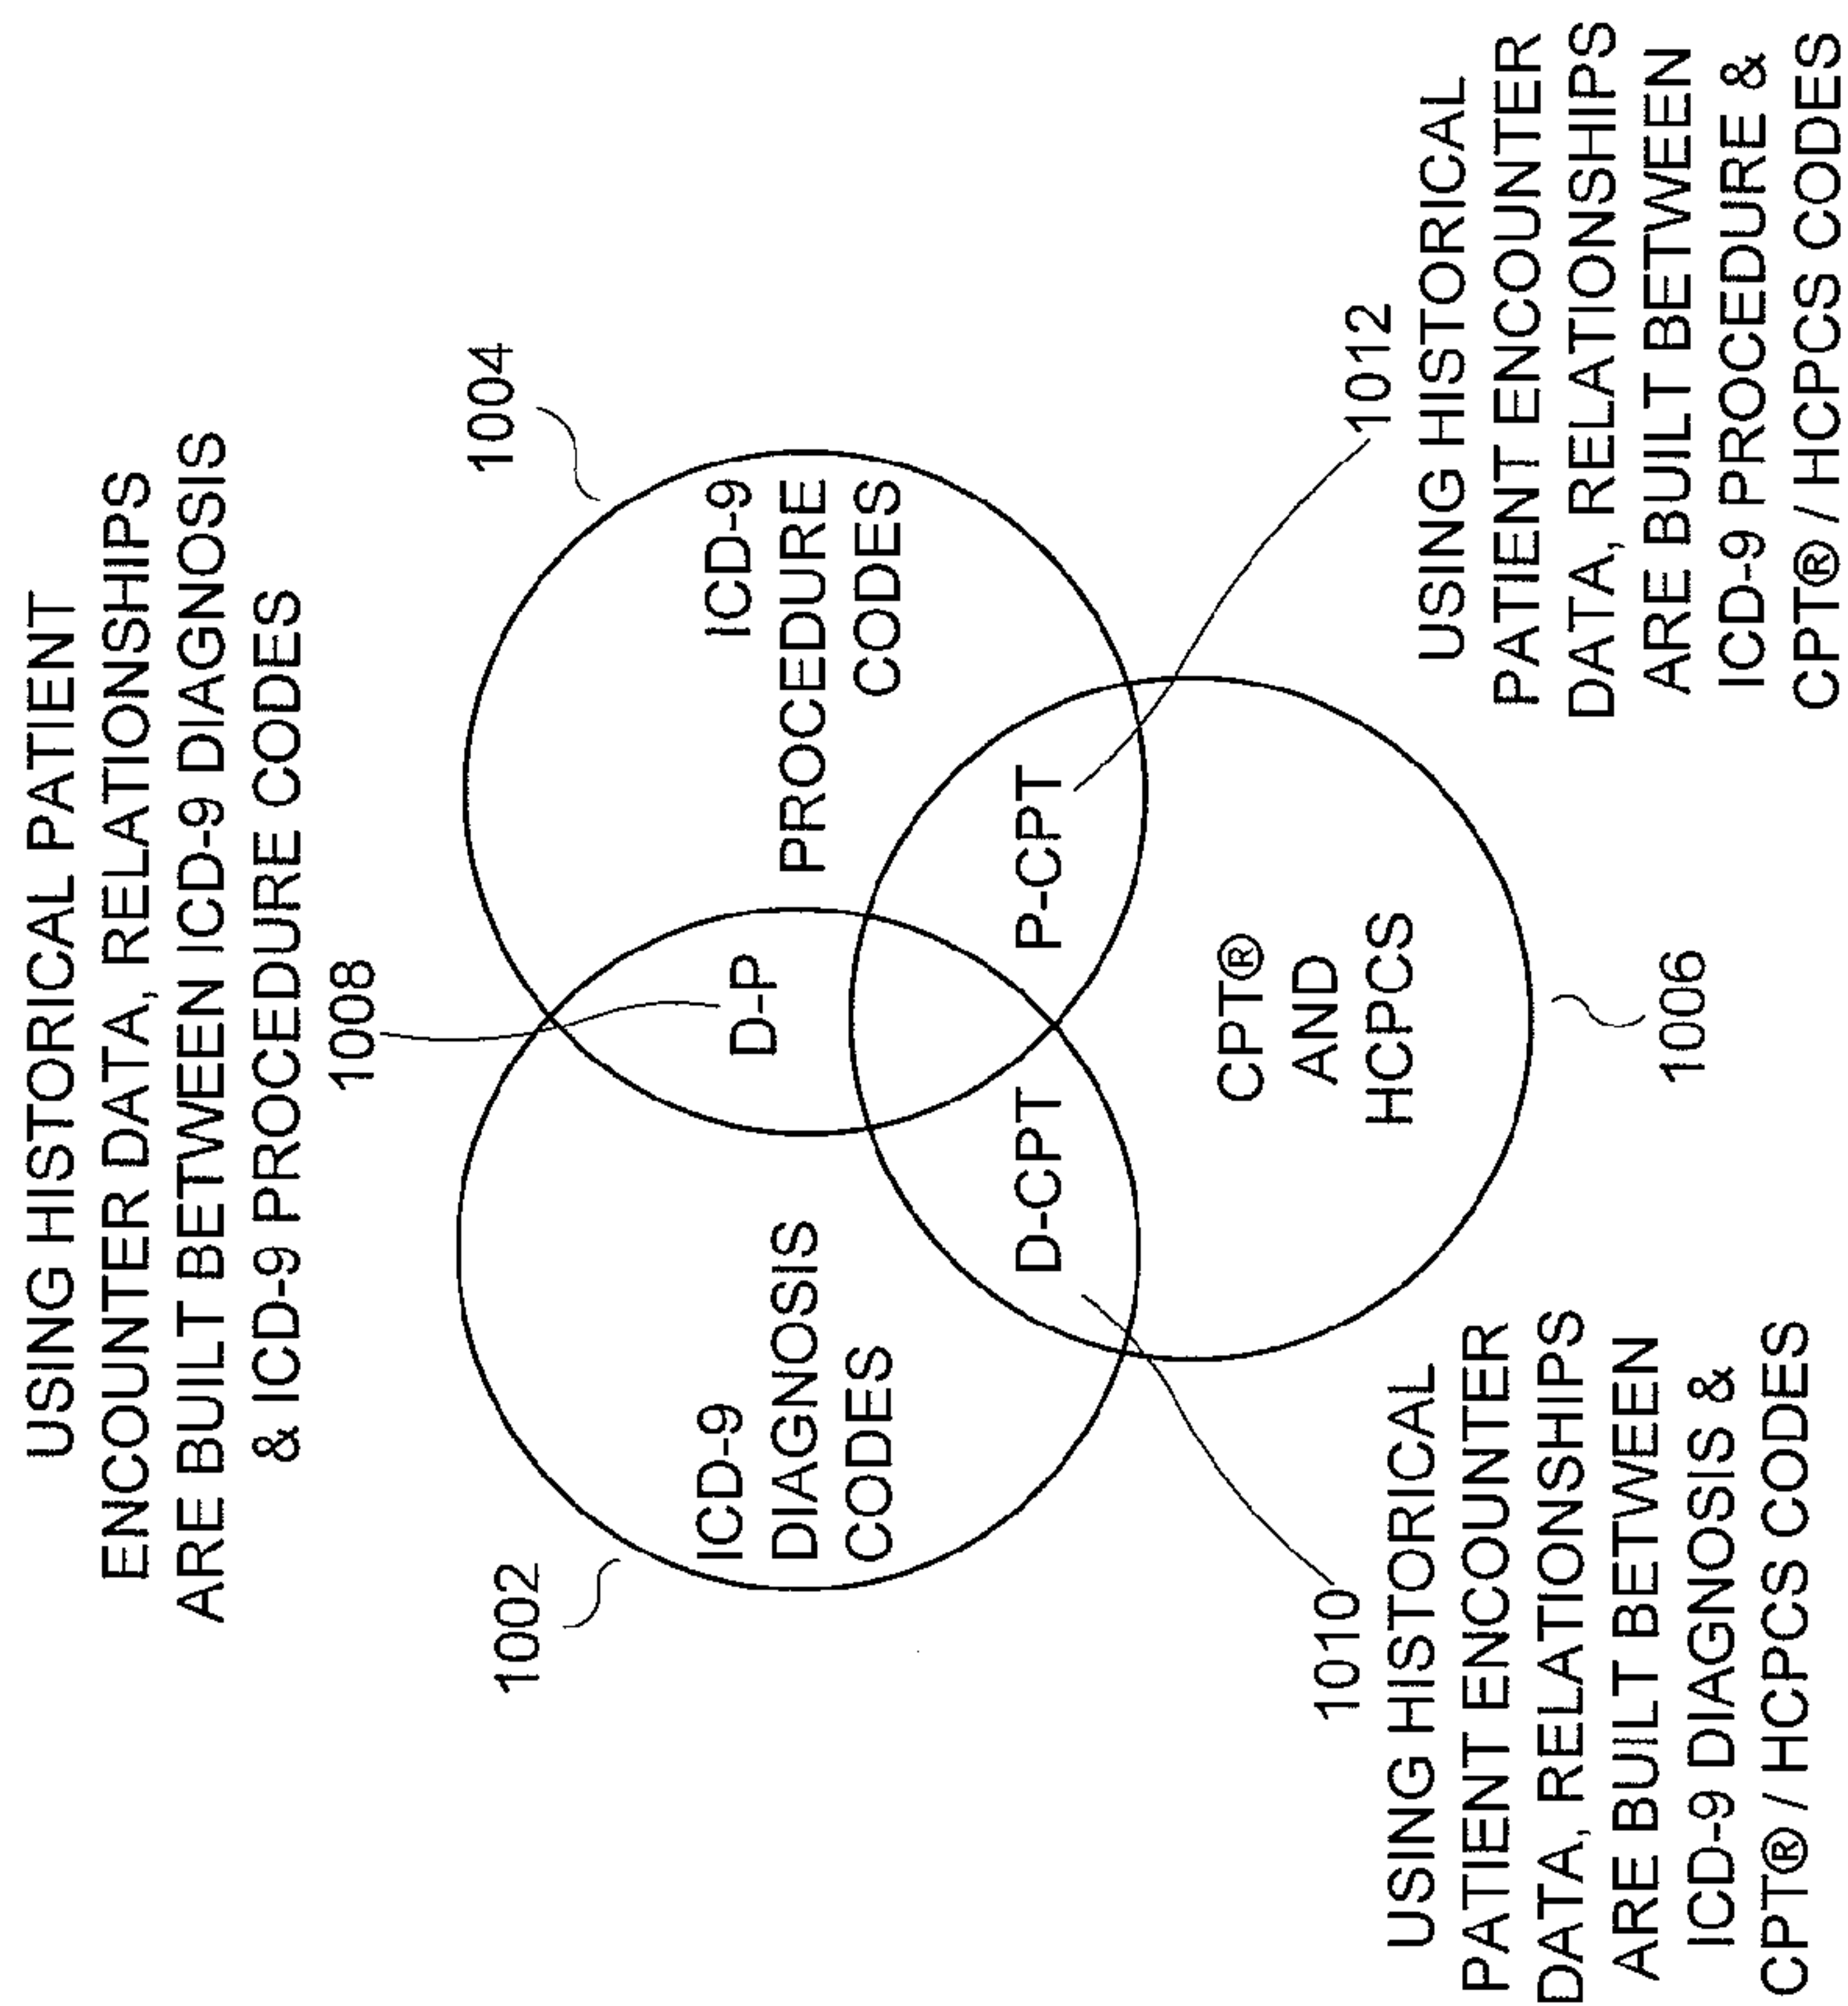 USING HISTORICAL PATIENT
ENCOUNTER DATA, RELATIONSHIPS
ARE BUILT BETWEEN ICD-9 DIAGNOSIS
& ICD-9 PROCEDURE CODES
1008
1002
1004
ICD-9
DIAGNOSIS
CODES
D-P
ICD-9
PROCEDURE
CODES
D-CPT
P-CPT
CPT®
AND
HCPCS
1006
1010
USING HISTORICAL
PATIENT ENCOUNTER
DATA, RELATIONSHIPS
ARE BUILT BETWEEN
ICD-9 DIAGNOSIS &
CPT® / HCPCS CODES
1012
USING HISTORICAL
PATIENT ENCOUNTER
DATA, RELATIONSHIPS
ARE BUILT BETWEEN
ICD-9 PROCEDURE &
CPT® / HCPCS CODES